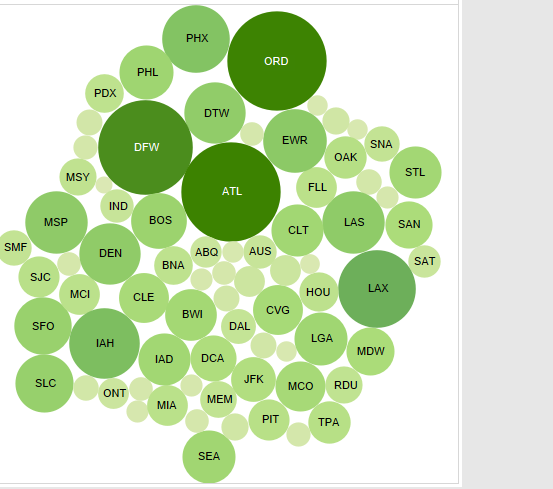 PHX
ORD
PHL
PDX
DTW
DFW
EWR
SNA
OAK
STL
MSY
FLL
ATL
IND
BOS
MSP
LAS
SAN
CLT
SMF
DEN
ABQ
AUS
SAT
BNA
SJC
LAX
HOU
MCI
CLE
CVG
BWI
SFO
DAL
LGA
IAH
MDW
IAD
DCA
JFK
SLC
MCO
RDU
ONT
MEM
MIA
PIT
TPA
SEA